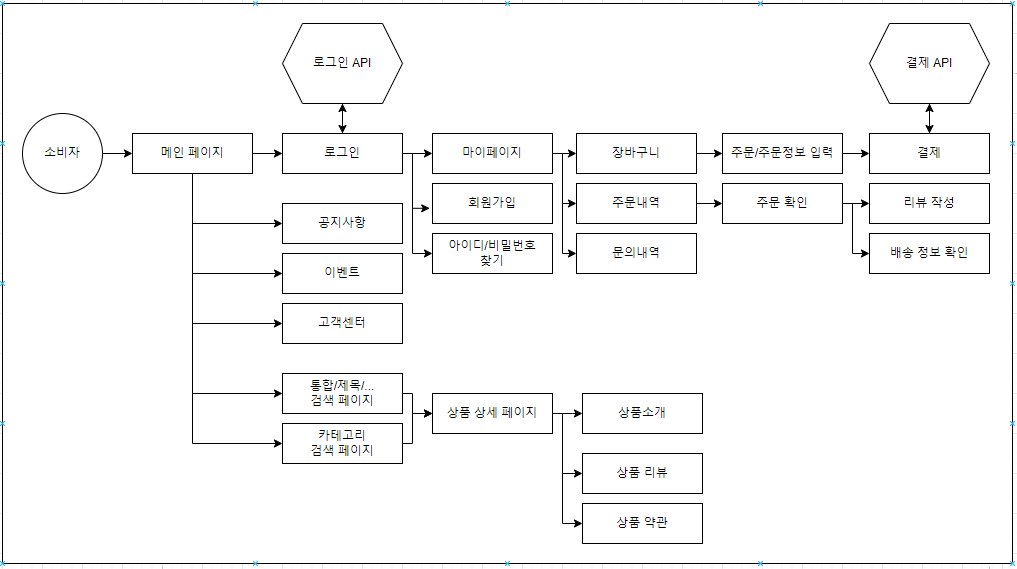 로그인 API
결제 API
소비자
메인 페이지
로그인
마이페이지
장바구니
주문/주문정보 입력
결제
회원가입
주문내역
주문 확인
리뷰 작성
공지사항
아이디/비밀번호
찾기
문의내역
배송 정보 확인
이벤트
고객센터
통합/제목/...
검색 페이지
상품 상세 페이지
상품소개
카테고리
검색 페이지
상품 리뷰
상품 약관